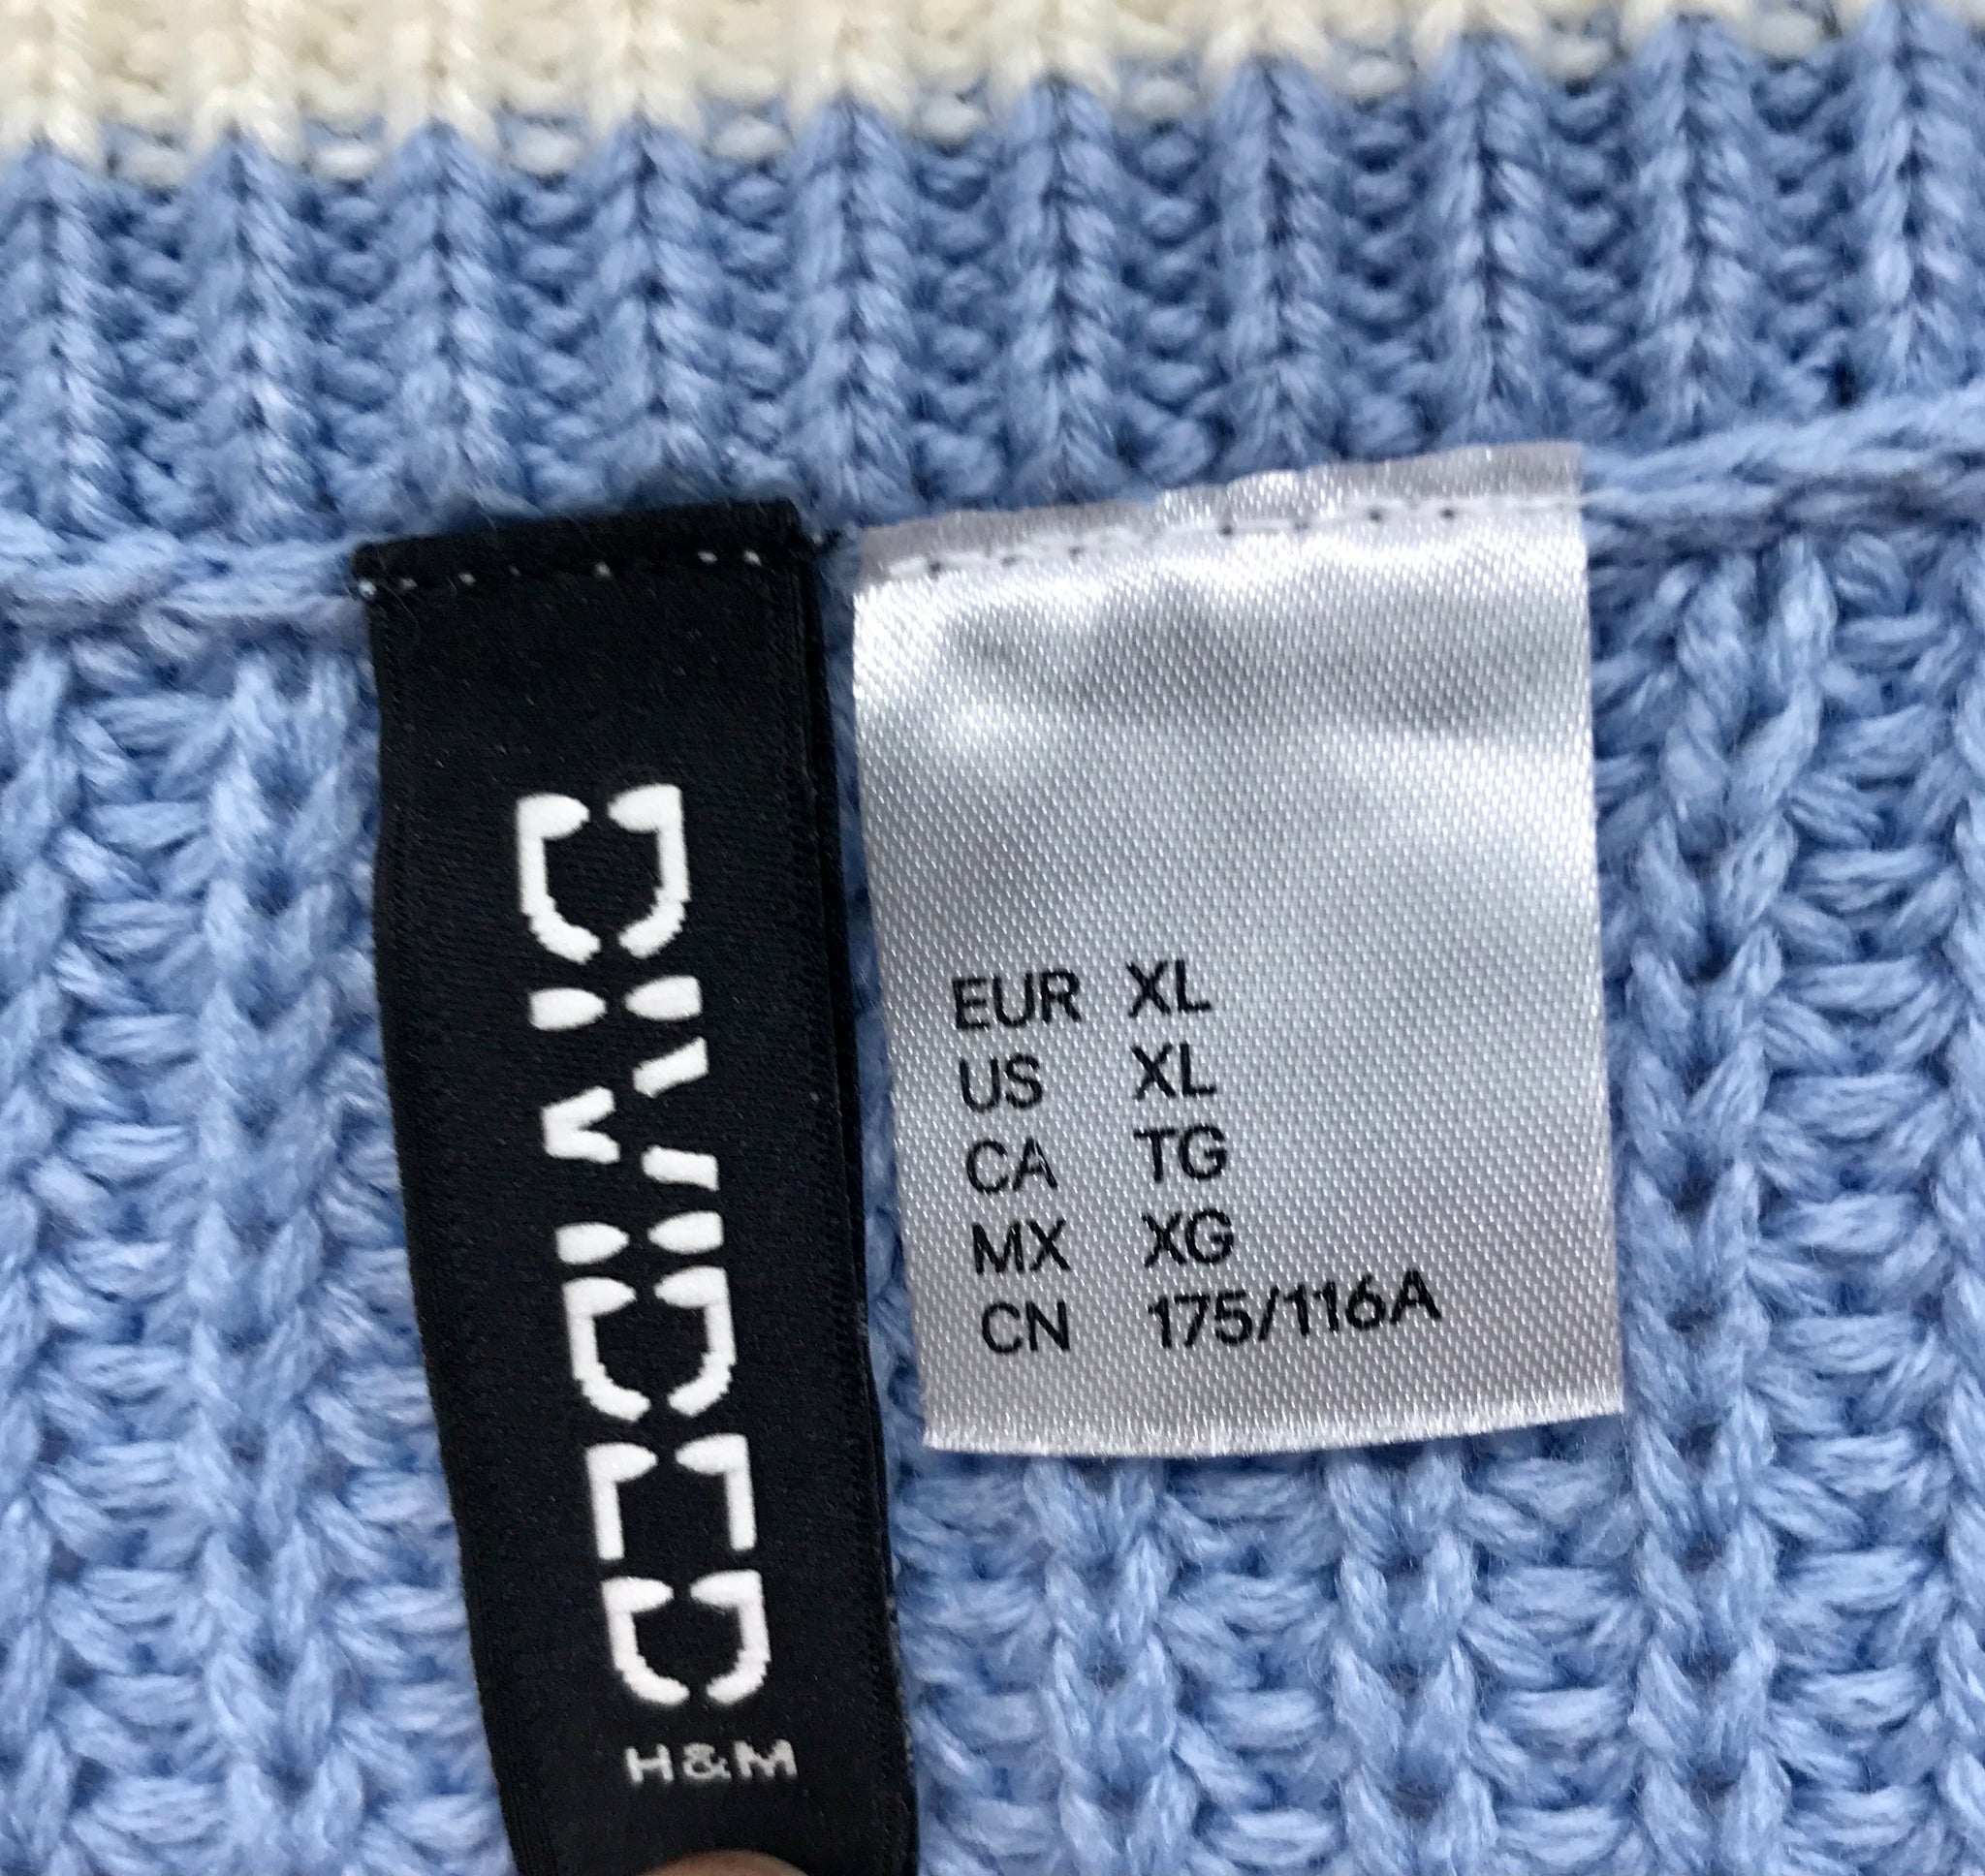 DIVIDED
H&M
EUR XL
US XL
CA TG
MX XG
CN 175/116A